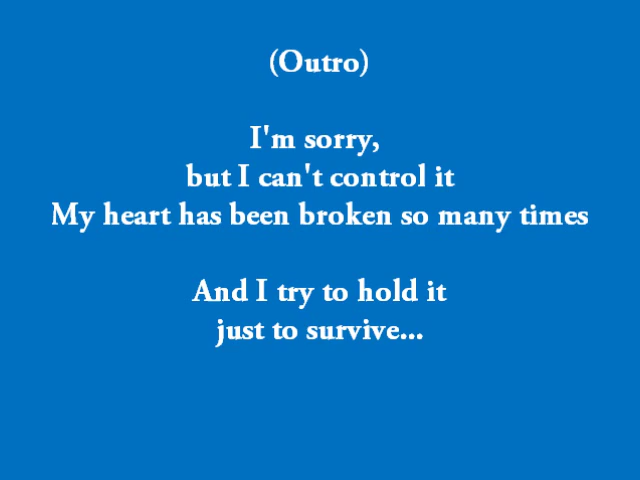 (Outro)
I'm sorry,
but I can't control it
My heart has been broken so many times
And I try to hold it
just to survive...